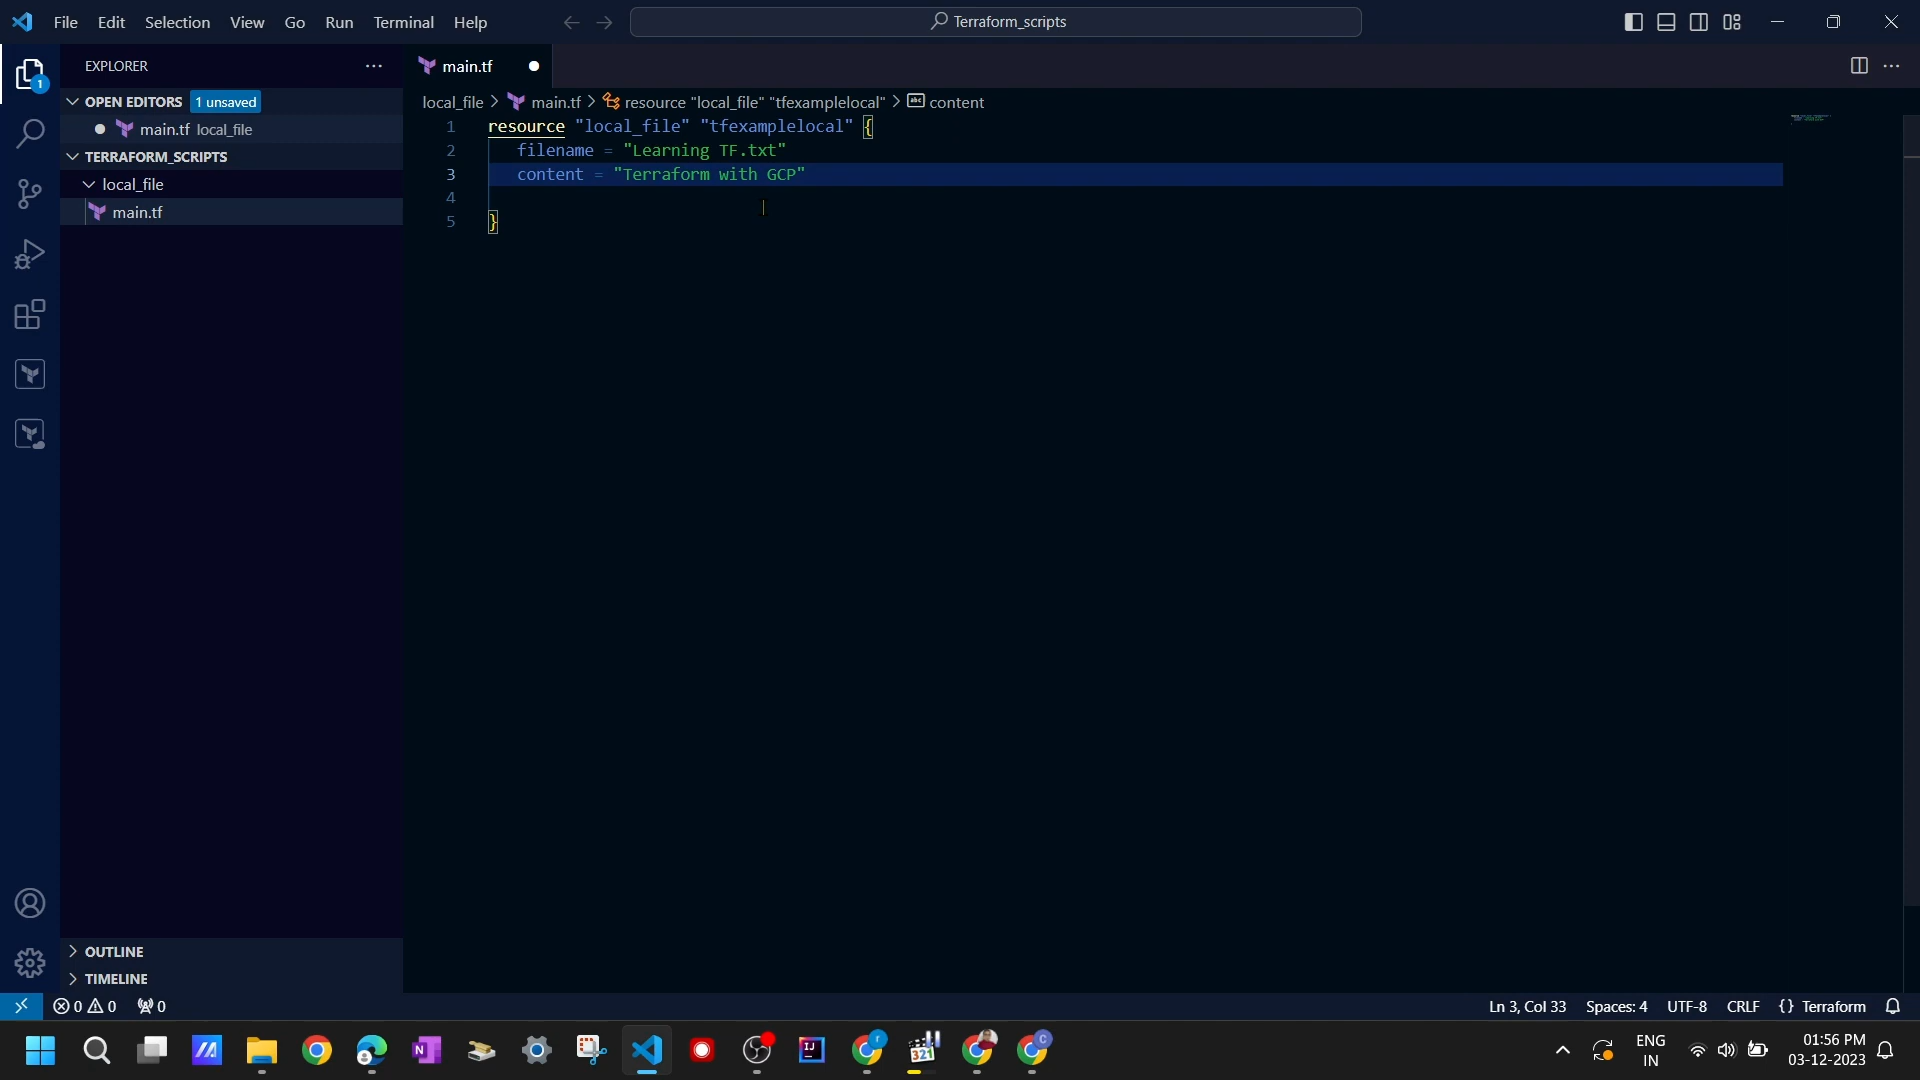 File Edit Selection View Go Run Terminal Help
Terraform_scripts
EXPLORER
main.tf
OPEN EDITORS 1 unsaved
main.tf local_file
TERRAFORM_SCRIPTS
local_file
main.tf
local_file > main.tf > resource "local_file" "tfexamplelocal" > content
1 resource "local_file" "tfexamplelocal" {
2 filename = "Learning TF.txt"
3 content = "Terraform with GCP"
4
5 }
OUTLINE
TIMELINE
0 0 0
Ln 3, Col 33 Spaces: 4 UTF-8 CRLF {} Terraform
ENG
IN
01:56 PM
03-12-2023